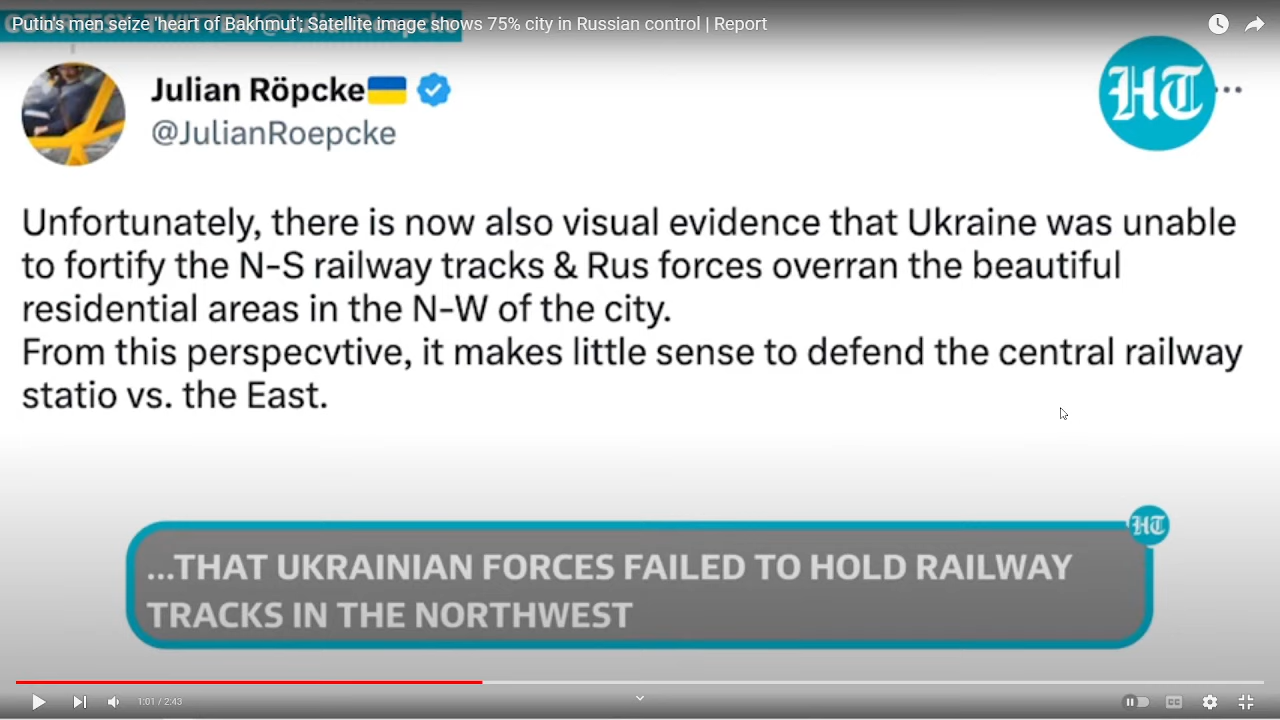 Putin's men seize 'heart of Bakhmut'; Satellite image shows 75% city in Russian control | Report
COURTESY: TWITTER/@JulianRoepcke
Julian Röpcke
HT
@JulianRoepcke
Unfortunately, there is now also visual evidence that Ukraine was unable
to fortify the N-S railway tracks & Rus forces overran the beautiful
residential areas in the N-W of the city.
From this perspecvtive, it makes little sense to defend the central railway
statio vs. the East.
HT
...THAT UKRAINIAN FORCES FAILED TO HOLD RAILWAY
TRACKS IN THE NORTHWEST
1:01 / 2:43
CC